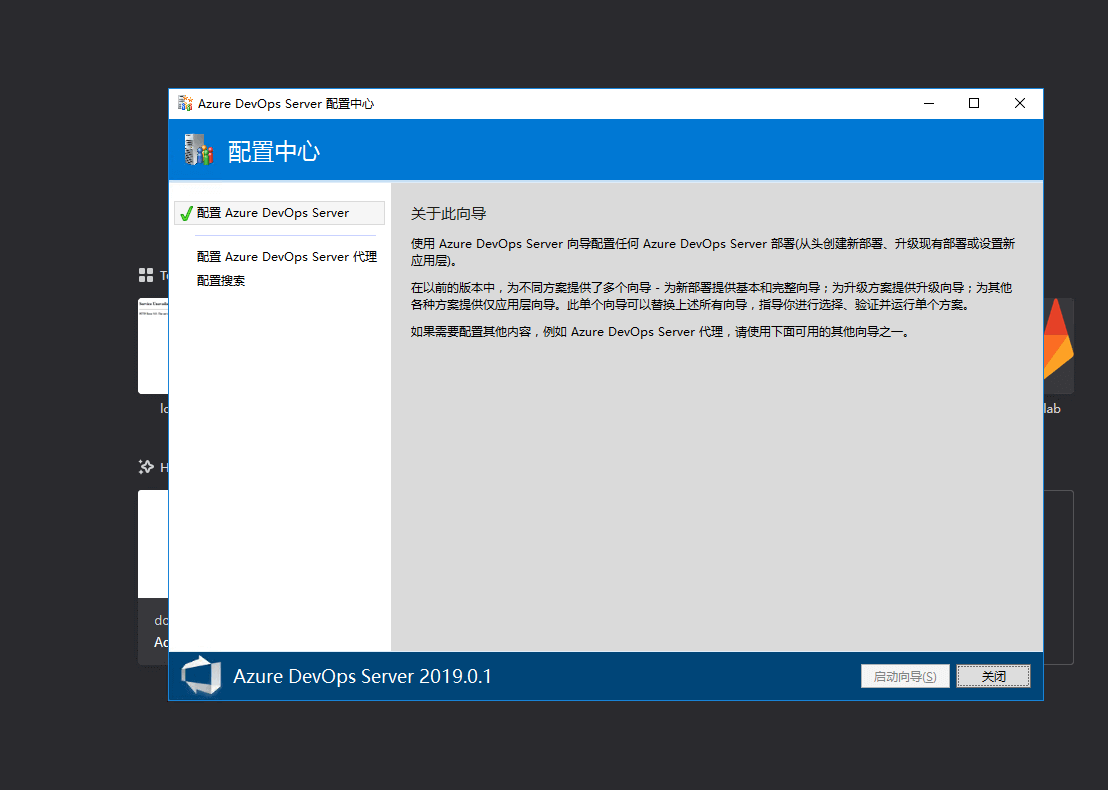 Azure DevOps Server 配置中心
配置中心
配置 Azure DevOps Server
配置 Azure DevOps Server 代理
配置搜索
关于此向导
使用 Azure DevOps Server 向导配置任何 Azure DevOps Server 部署(从头创建新部署、升级现有部署或设置新
应用层)。
在以前的版本中，为不同方案提供了多个向导 - 为新部署提供基本和完整向导；为升级方案提供升级向导；为其他
各种方案提供仅应用层向导。此单个向导可以替换上述所有向导，指导你进行选择、验证并运行单个方案。
如果需要配置其他内容，例如 Azure DevOps Server 代理，请使用下面可用的其他向导之一。
lab
Azure DevOps Server 2019.0.1
启动向导(S)
关闭